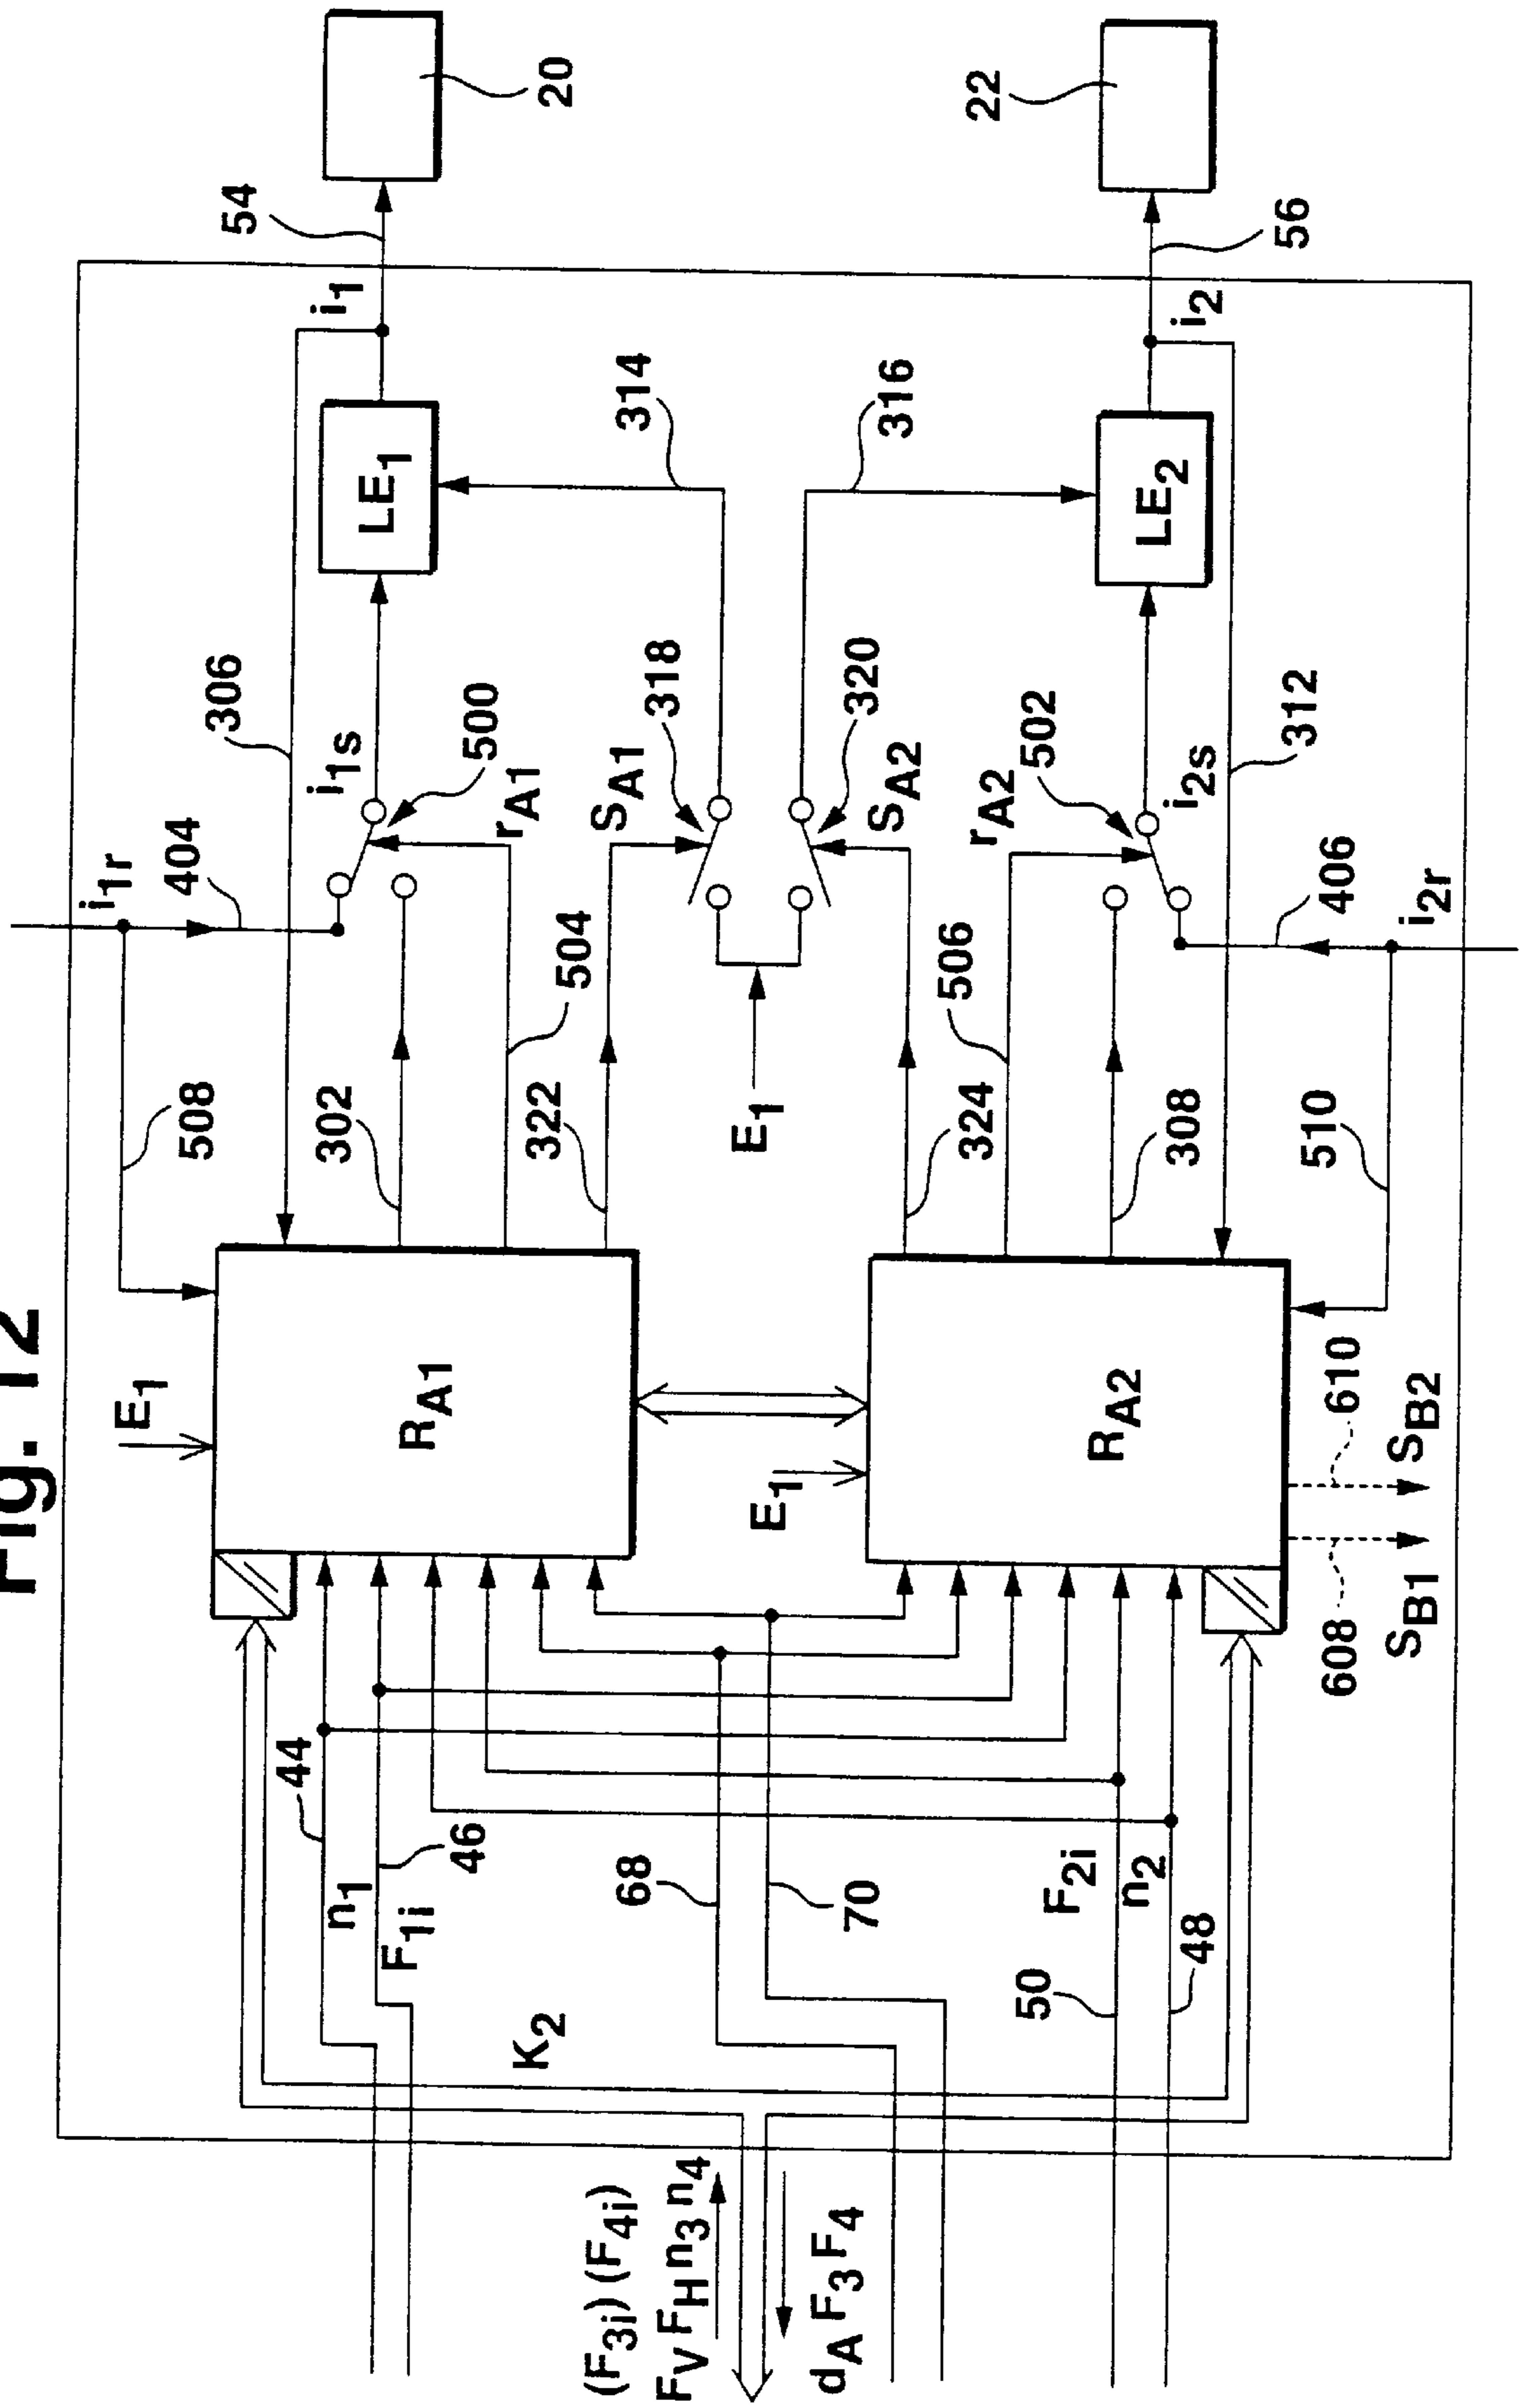 Fig. 12
20
22
54
56
i1
i2
314
316
LE1
LE2
306
i1s
500
rA1
318
SA1
320
SA2
502
rA2
i2s
312
i1r
404
406
i2r
504
506
508
302
322
E1
324
308
510
E1
RA1
E1
RA2
610
SB2
608
SB1
44
n1
46
F1i
68
70
F2i
n2
50
48
K2
(F3i) (F4i)
FV FH n3 n4
dA F3 F4